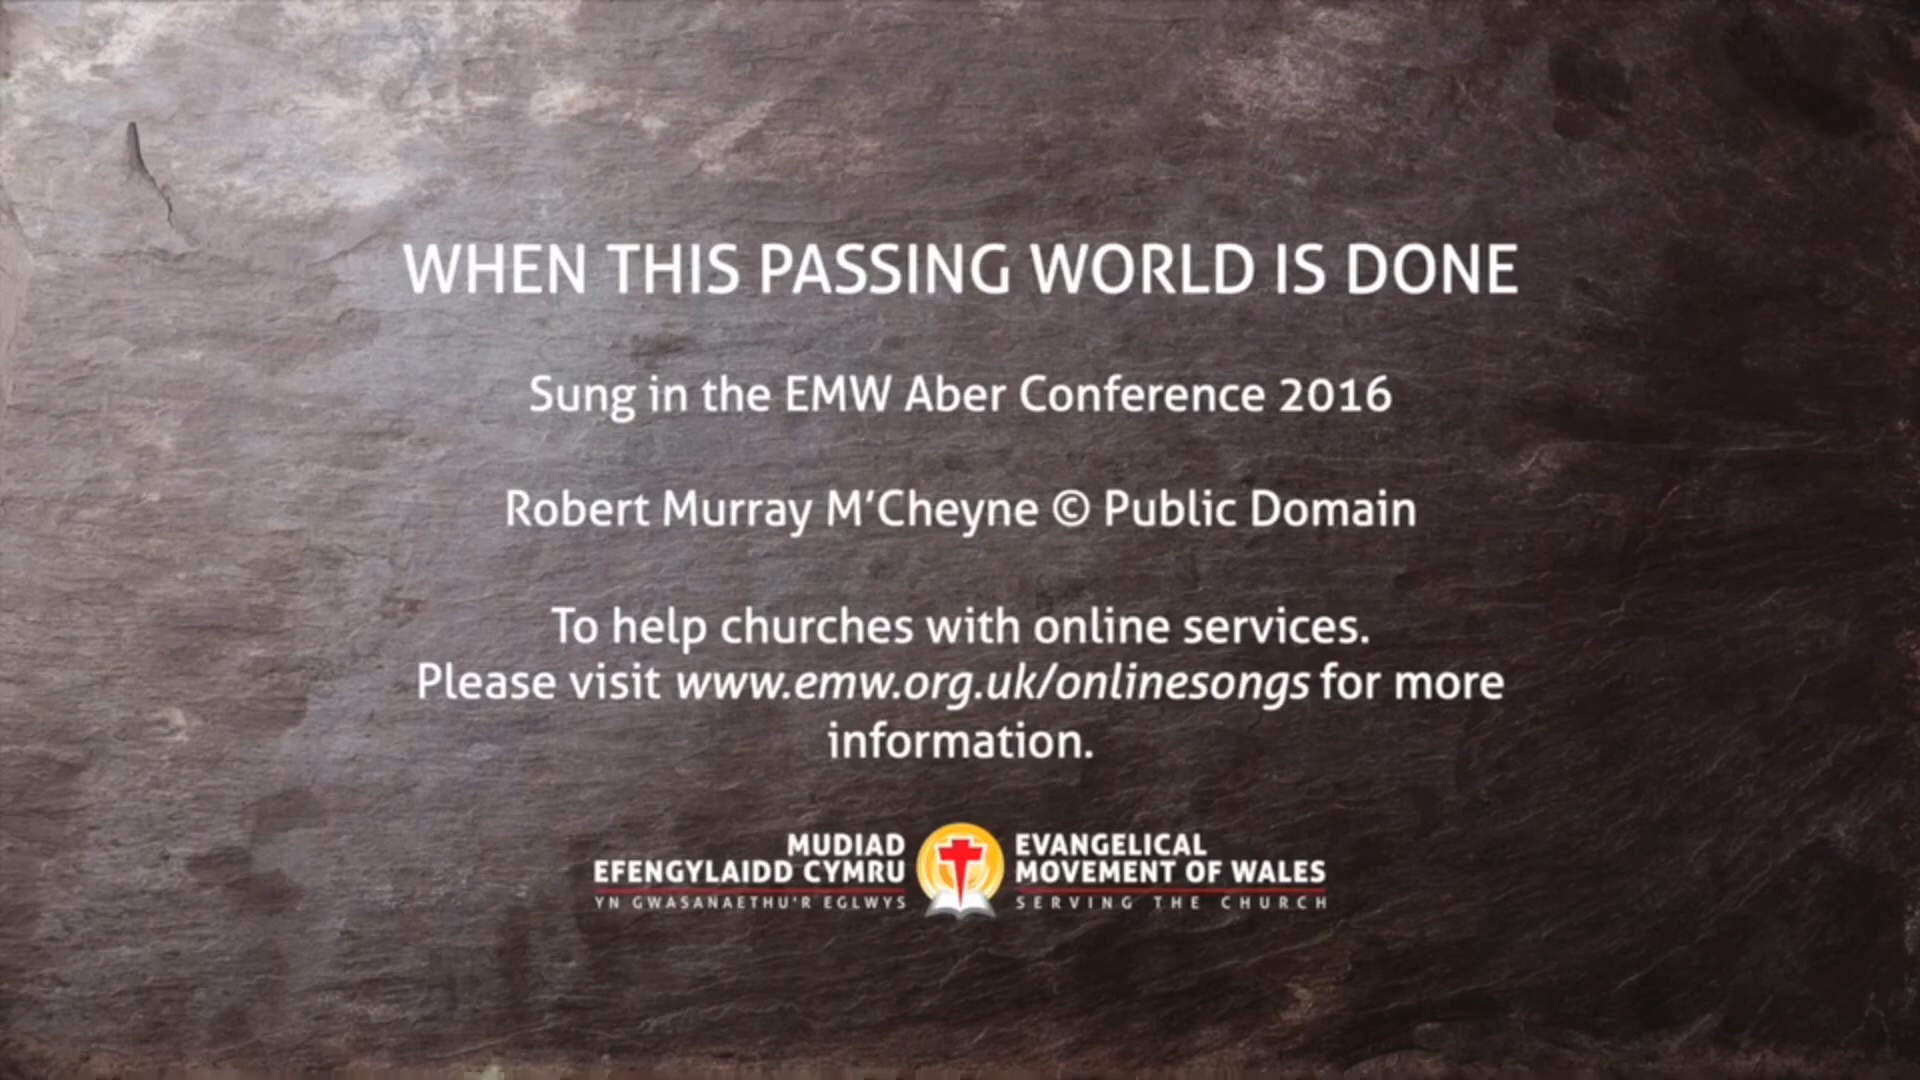 WHEN THIS PASSING WORLD IS DONE
Sung in the EMW Aber Conference 2016
Robert Murray M’Cheyne © Public Domain
To help churches with online services.
Please visit www.emw.org.uk/onlinesongs for more
information.
MUDIAD
EFENGYLAIDD CYMRU
YN GWASANAETHU'R EGLWYS
EVANGELICAL
MOVEMENT OF WALES
SERVING THE CHURCH